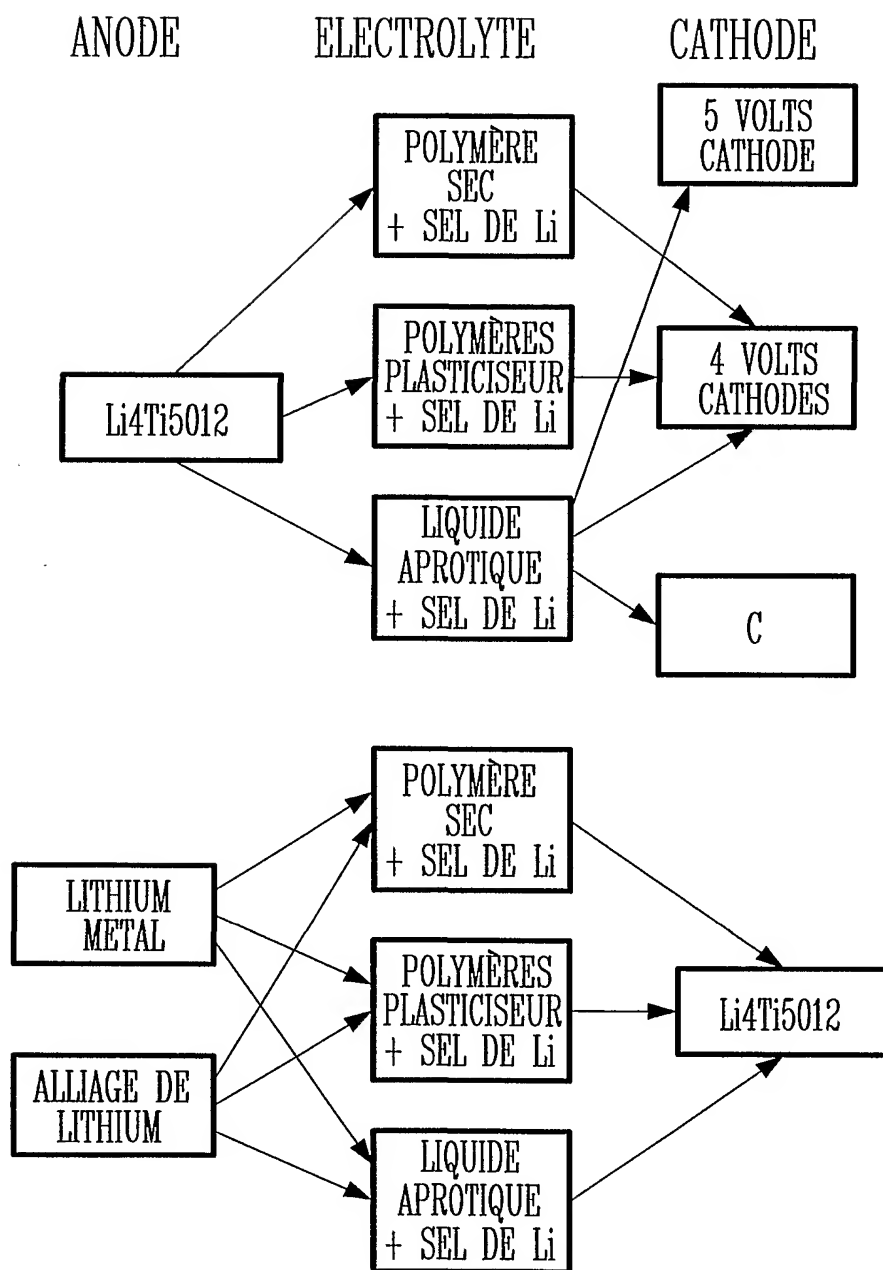 ANODE
ELECTROLYTE
CATHODE
5 VOLTS
CATHODE
POLYMÈRE
SEC
+ SEL DE Li
POLYMÈRES
PLASTICISEUR
+ SEL DE Li
4 VOLTS
CATHODES
Li4Ti5O12
LIQUIDE
APROTIQUE
+ SEL DE Li
C
POLYMÈRE
SEC
+ SEL DE Li
LITHIUM
METAL
POLYMÈRES
PLASTICISEUR
+ SEL DE Li
Li4Ti5O12
ALLIAGE DE
LITHIUM
LIQUIDE
APROTIQUE
+ SEL DE Li